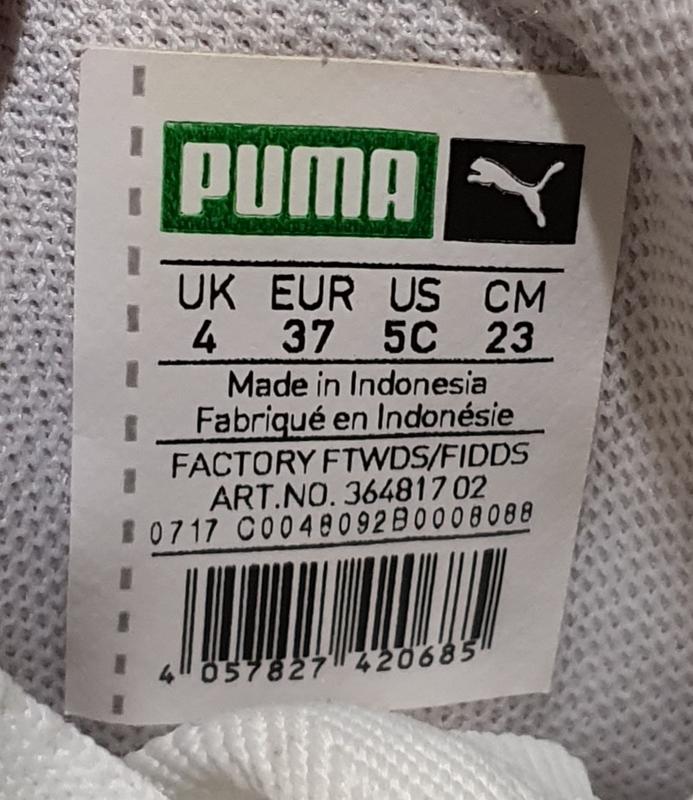 PUMA
UK EUR US CM
4 37 5C 23
Made in Indonesia
Fabriqué en Indonésie
FACTORY FTWDS/FIDDS
ART.NO. 364817 02
0717 C0048092B0008088
4 057827 420685